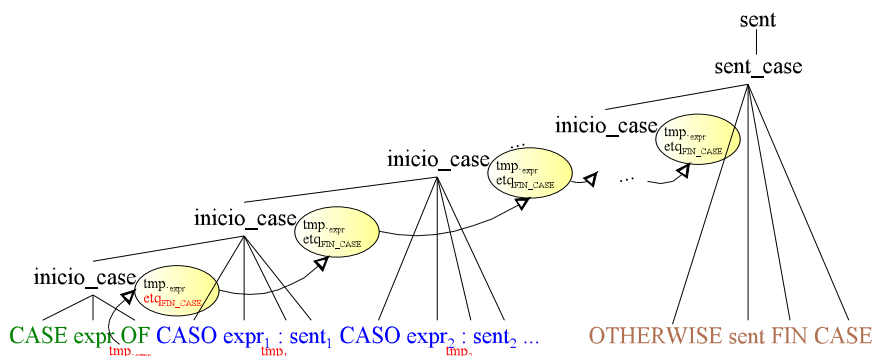 sent
sent_case
inicio_case
tmp.expr
etqFIN_CASE
...
inicio_case
tmp.expr
etqFIN_CASE
...
inicio_case
tmp.expr
etqFIN_CASE
inicio_case
tmp.expr
etqFIN_CASE
CASE expr OF CASO expr1 : sent1 CASO expr2 : sent2 ... OTHERWISE sent FIN CASE